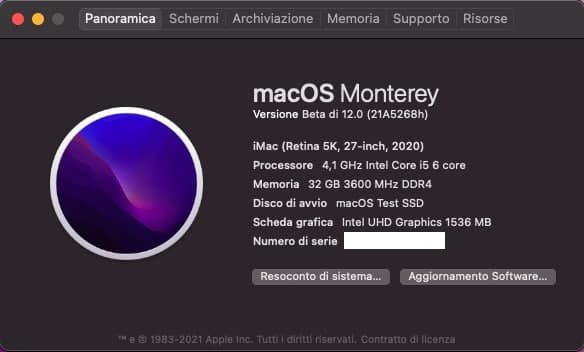 Panoramica Schermi Archiviazione Memoria Supporto Risorse
macOS Monterey
Versione Beta di 12.0 (21A5268h)
iMac (Retina 5K, 27-inch, 2020)
Processore 4,1 GHz Intel Core i5 6 core
Memoria 32 GB 3600 MHz DDR4
Disco di avvio macOS Test SSD
Scheda grafica Intel UHD Graphics 1536 MB
Numero di serie
Resoconto di sistema... Aggiornamento Software...
™ e © 1983-2021 Apple Inc. Tutti i diritti riservati. Contratto di licenza